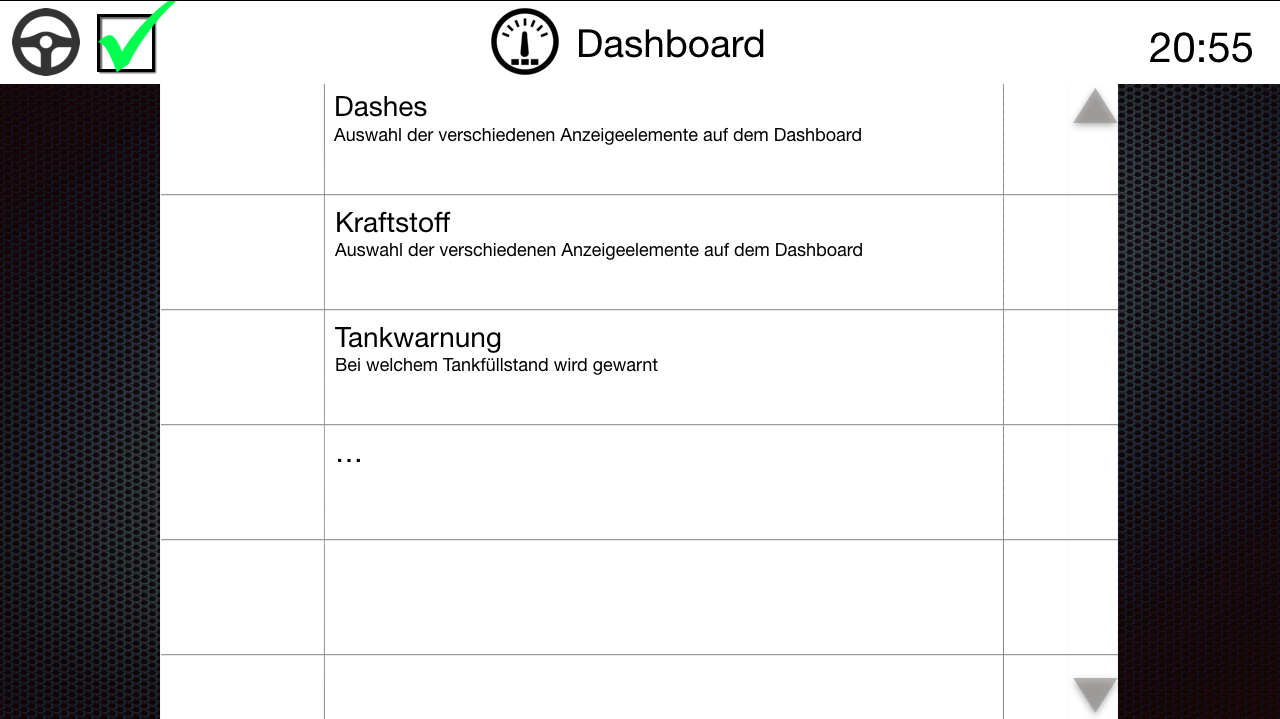 Dashboard
20:55
Dashes
Auswahl der verschiedenen Anzeigeelemente auf dem Dashboard
Kraftstoff
Auswahl der verschiedenen Anzeigeelemente auf dem Dashboard
Tankwarnung
Bei welchem Tankfüllstand wird gewarnt
...